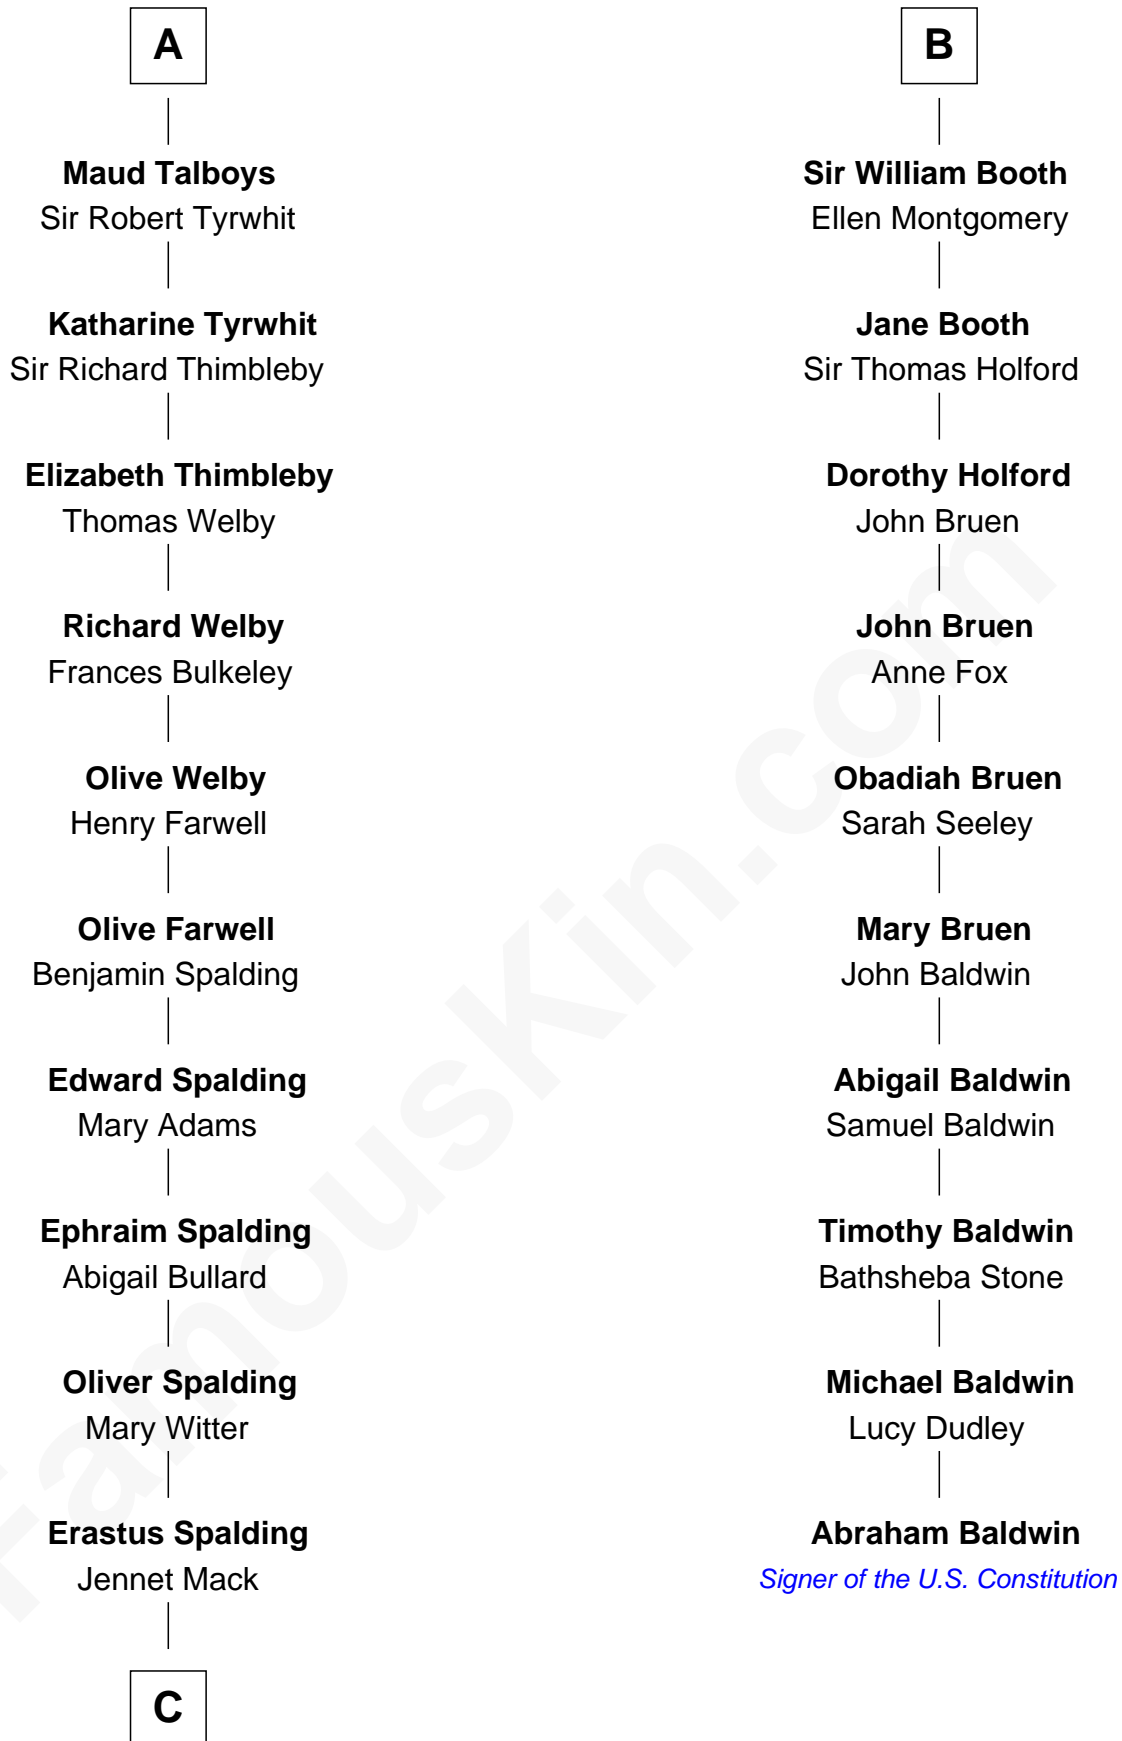 A
Maud Talboys
Sir Robert Tyrwhit
Katharine Tyrwhit
Sir Richard Thimbleby
Elizabeth Thimbleby
Thomas Welby
Richard Welby
Frances Bulkeley
Olive Welby
Henry Farwell
Olive Farwell
Benjamin Spalding
Edward Spalding
Mary Adams
Ephraim Spalding
Abigail Bullard
Oliver Spalding
Mary Witter
Erastus Spalding
Jennet Mack
C
B
Sir William Booth
Ellen Montgomery
Jane Booth
Sir Thomas Holford
Dorothy Holford
John Bruen
John Bruen
Anne Fox
Obadiah Bruen
Sarah Seeley
Mary Bruen
John Baldwin
Abigail Baldwin
Samuel Baldwin
Timothy Baldwin
Bathsheba Stone
Michael Baldwin
Lucy Dudley
Abraham Baldwin
Signer of the U.S. Constitution
FamousKin.com